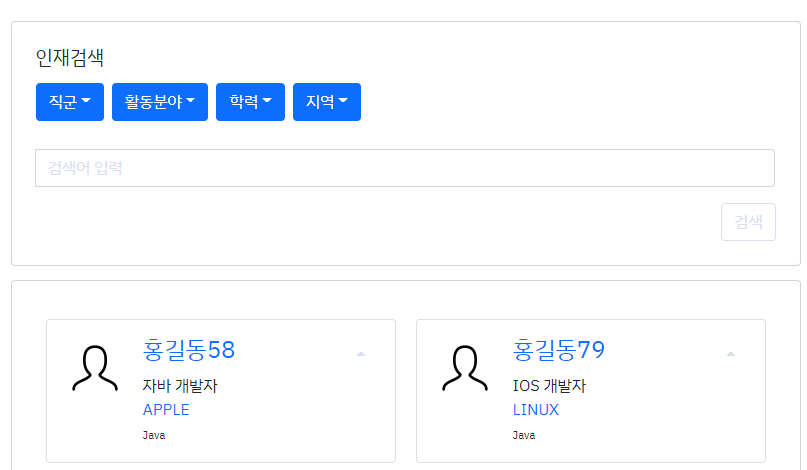 인재검색
직군 활동분야 학력 지역
검색어 입력
검색
홍길동58
자바 개발자
APPLE
Java
홍길동79
IOS 개발자
LINUX
Java